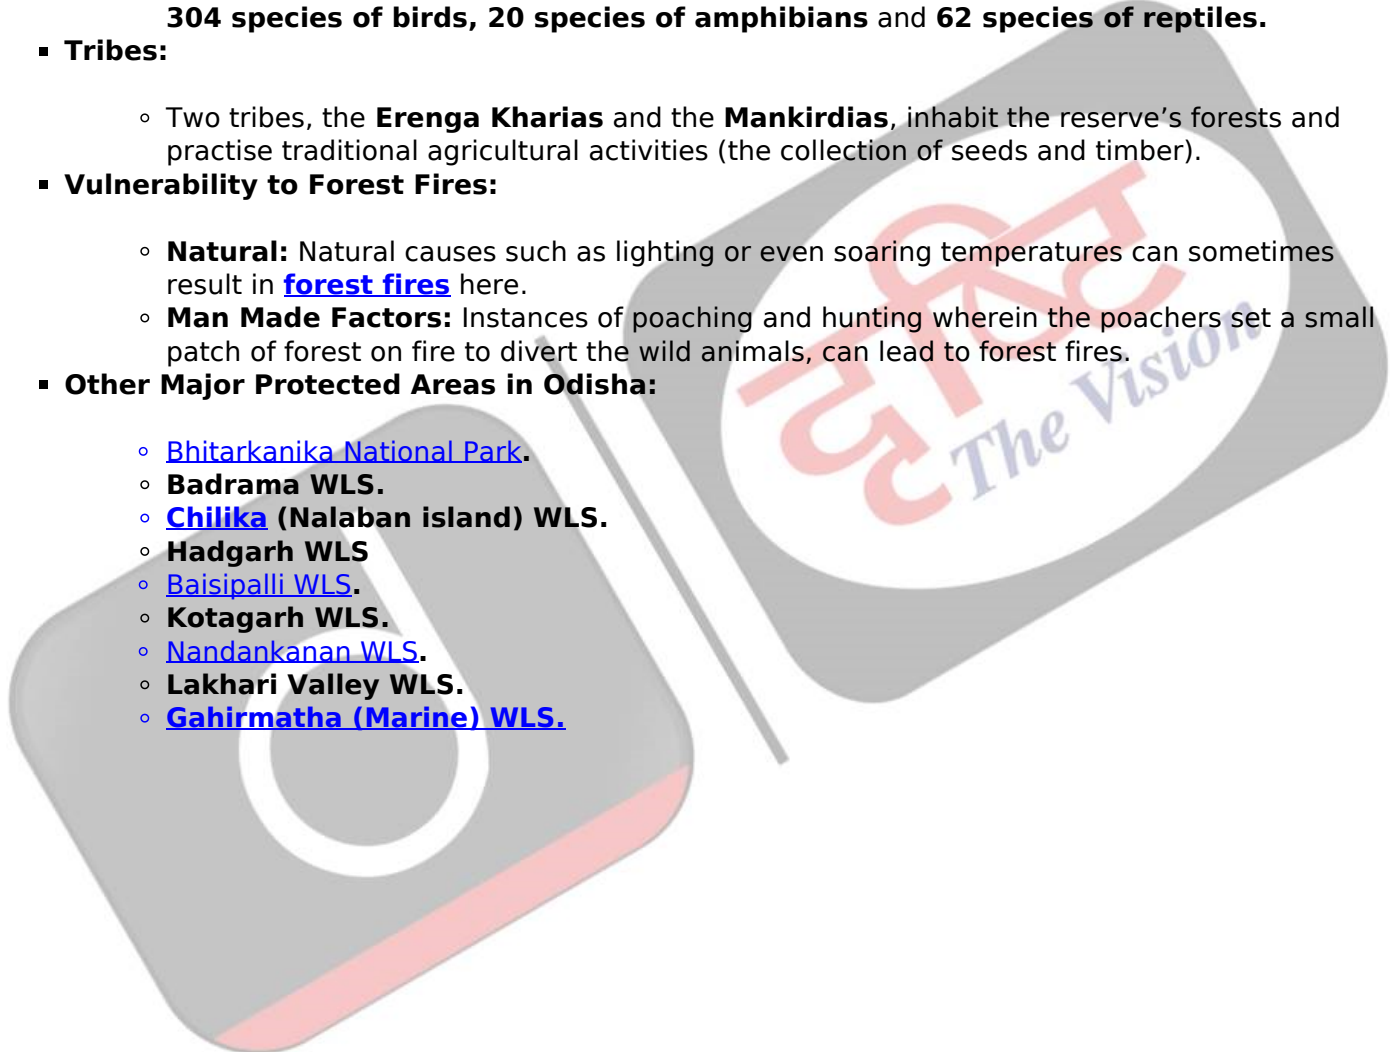 304 species of birds, 20 species of amphibians and 62 species of reptiles.
▪ Tribes:
◦ Two tribes, the Erenga Kharias and the Mankirdias, inhabit the reserve’s forests and
practise traditional agricultural activities (the collection of seeds and timber).
▪ Vulnerability to Forest Fires:
◦ Natural: Natural causes such as lighting or even soaring temperatures can sometimes
result in forest fires here.
◦ Man Made Factors: Instances of poaching and hunting wherein the poachers set a small
patch of forest on fire to divert the wild animals, can lead to forest fires.
▪ Other Major Protected Areas in Odisha:
◦ Bhitarkanika National Park.
◦ Badrama WLS.
◦ Chilika (Nalaban island) WLS.
◦ Hadgarh WLS
◦ Baisipalli WLS.
◦ Kotagarh WLS.
◦ Nandankanan WLS.
◦ Lakhari Valley WLS.
◦ Gahirmatha (Marine) WLS.
दृष्टि
The Vision